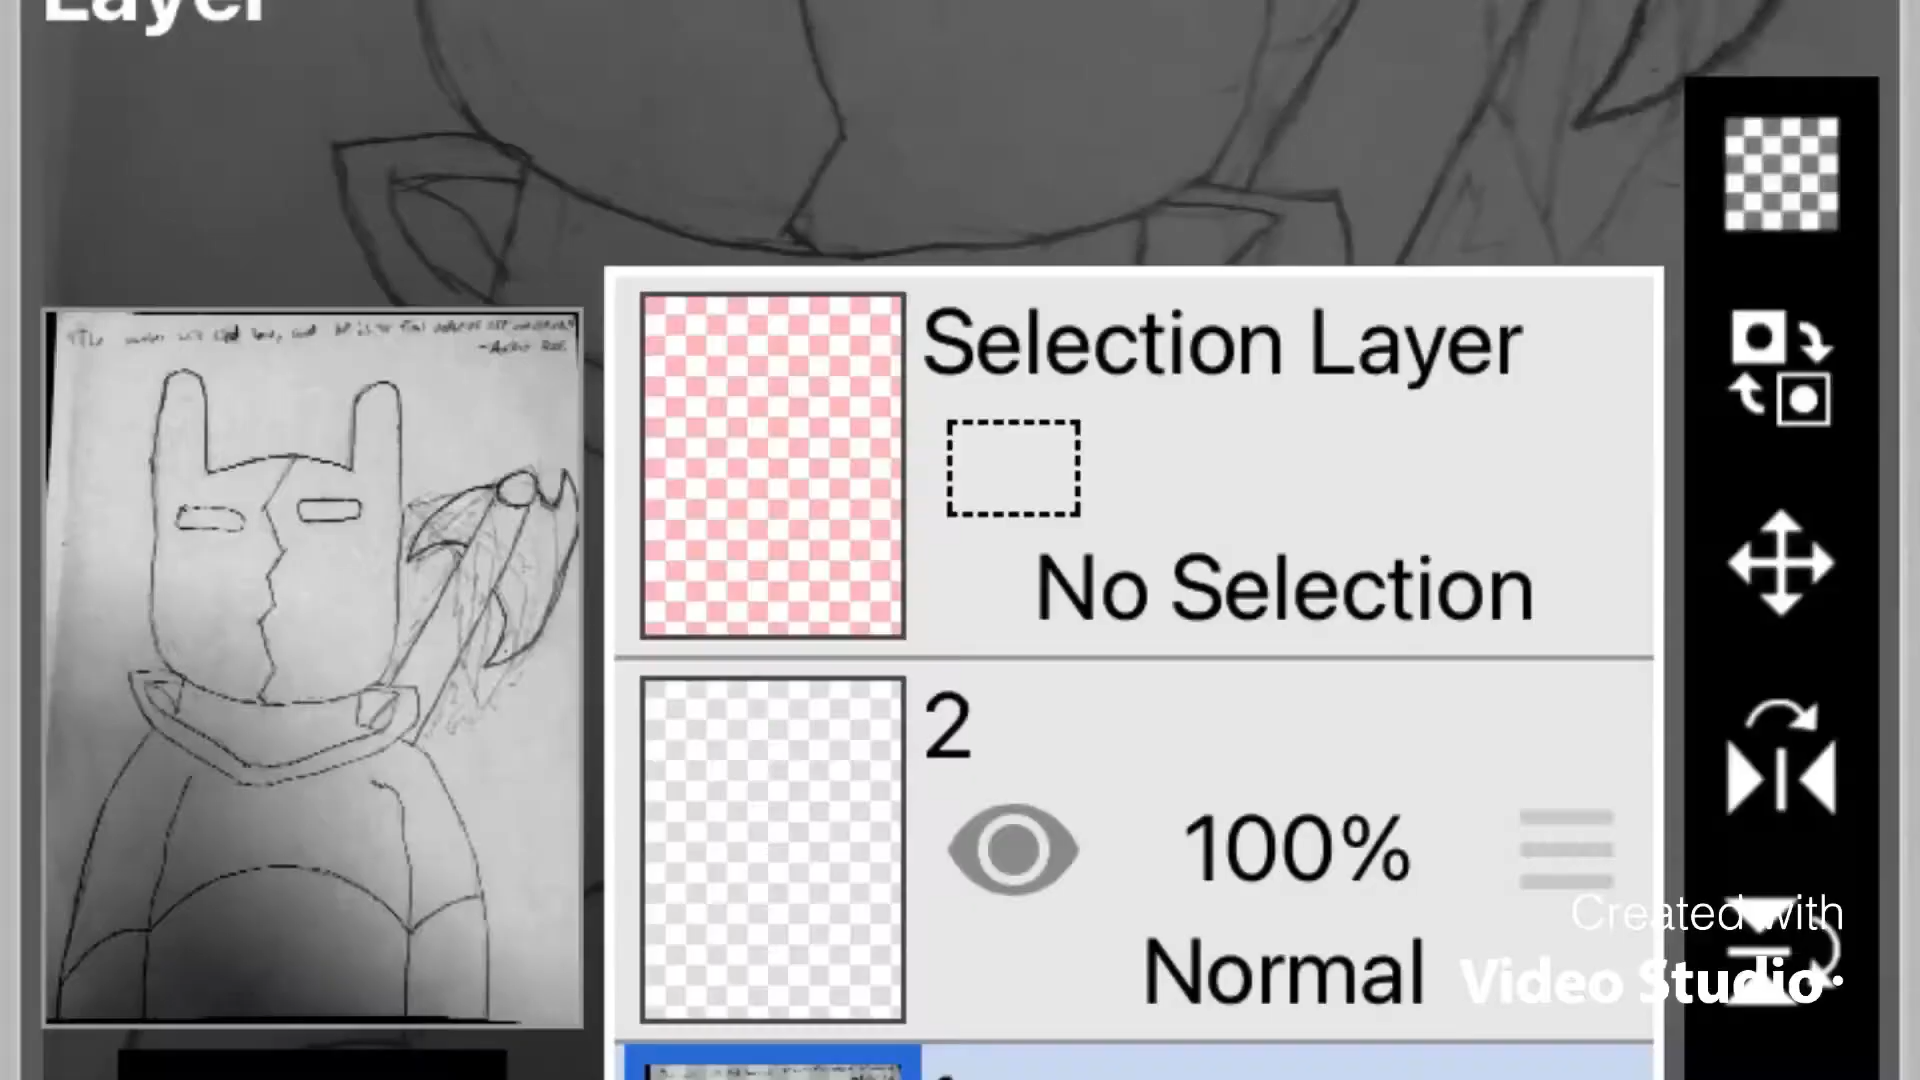 Layer
Selection Layer
No Selection
2
100%
Normal
Created with
Video Studio